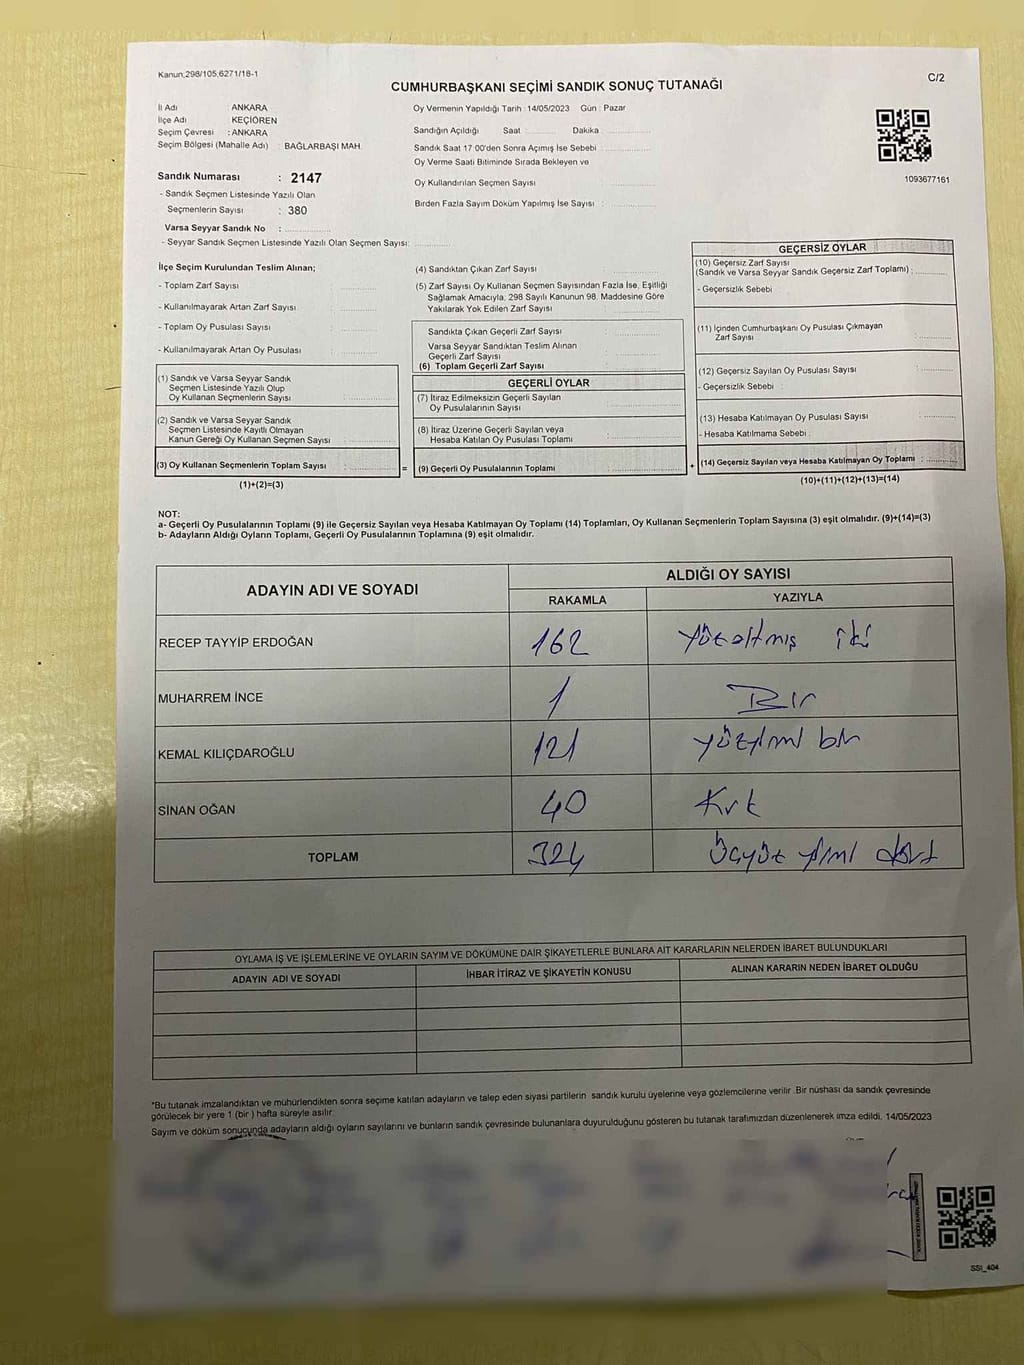 Kanun,298/105,6271/18-1
C/2
CUMHURBAŞKANI SEÇİMİ SANDIK SONUÇ TUTANAĞI
İl Adı : ANKARA
İlçe Adı : KEÇİÖREN
Seçim Çevresi : ANKARA
Seçim Bölgesi (Mahalle Adı) : BAĞLARBAŞI MAH.
Sandık Numarası : 2147
- Sandık Seçmen Listesinde Yazılı Olan
Seçmenlerin Sayısı : 380
Varsa Seyyar Sandık No :
- Seyyar Sandık Seçmen Listesinde Yazılı Olan Seçmen Sayısı:
Oy Vermenin Yapıldığı Tarih : 14/05/2023 Gün : Pazar
Sandığın Açıldığı Saat Dakika
Sandık Saat 17:00'den Sonra Açımış İse Sebebi
Oy Verme Saati Bitiminde Sırada Bekleyen ve
Oy Kullandırılan Seçmen Sayısı
Birden Fazla Sayım Döküm Yapılmış İse Sayısı :
1093677161
İlçe Seçim Kurulundan Teslim Alınan;
- Toplam Zarf Sayısı
- Kullanılmayarak Artan Zarf Sayısı
- Toplam Oy Pusulası Sayısı
- Kullanılmayarak Artan Oy Pusulası
(1) Sandık ve Varsa Seyyar Sandık
Seçmen Listesinde Yazılı Olup
Oy Kullanan Seçmenlerin Sayısı
(2) Sandık ve Varsa Seyyar Sandık
Seçmen Listesinde Kayıtlı Olmayan
Kanun Gereği Oy Kullanan Seçmen Sayısı
(3) Oy Kullanan Seçmenlerin Toplam Sayısı :
(1)+(2)=(3)
(4) Sandıktan Çıkan Zarf Sayısı
(5) Zarf Sayısı Oy Kullanan Seçmen Sayısından Fazla İse, Eşitliği
Sağlamak Amacıyla, 298 Sayılı Kanunun 98. Maddesine Göre
Yakılarak Yok Edilen Zarf Sayısı
Sandıkta Çıkan Geçerli Zarf Sayısı
Varsa Seyyar Sandıktan Teslim Alınan
Geçerli Zarf Sayısı
(6) Toplam Geçerli Zarf Sayısı
GEÇERLİ OYLAR
(7) İtiraz Edilmeksizin Geçerli Sayılan
Oy Pusulalarının Sayısı
(8) İtiraz Üzerine Geçerli Sayılan veya
Hesaba Katılan Oy Pusulası Toplamı
=
(9) Geçerli Oy Pusulalarının Toplamı
+
GEÇERSİZ OYLAR
(10) Geçersiz Zarf Sayısı
(Sandık ve Varsa Seyyar Sandık Geçersiz Zarf Toplamı) :
- Geçersizlik Sebebi
(11) İçinden Cumhurbaşkanı Oy Pusulası Çıkmayan
Zarf Sayısı
(12) Geçersiz Sayılan Oy Pusulası Sayısı
- Geçersizlik Sebebi :
(13) Hesaba Katılmayan Oy Pusulası Sayısı
- Hesaba Katılmama Sebebi :
(14) Geçersiz Sayılan veya Hesaba Katılmayan Oy Toplamı :
(10)+(11)+(12)+(13)=(14)
NOT:
a- Geçerli Oy Pusulalarının Toplamı (9) ile Geçersiz Sayılan veya Hesaba Katılmayan Oy Toplamı (14) Toplamları, Oy Kullanan Seçmenlerin Toplam Sayısına (3) eşit olmalıdır. (9)+(14)=(3)
b- Adayların Aldığı Oyların Toplamı, Geçerli Oy Pusulalarının Toplamına (9) eşit olmalıdır.
ADAYIN ADI VE SOYADI
ALDIĞI OY SAYISI
RAKAMLA YAZIYLA
RECEP TAYYİP ERDOĞAN 162 Yüzaltmış iki
MUHARREM İNCE 1 Bir
KEMAL KILIÇDAROĞLU 121 yüzyirmi bir
SİNAN OĞAN 40 Kırk
TOPLAM 324 Üçyüz yirmi dört
OYLAMA İŞ VE İŞLEMLERİNE VE OYLARIN SAYIM VE DÖKÜMÜNE DAİR ŞİKAYETLERLE BUNLARA AİT KARARLARIN NELERDEN İBARET BULUNDUKLARI
ADAYIN ADI VE SOYADI İHBAR İTİRAZ VE ŞİKAYETİN KONUSU ALINAN KARARIN NEDEN İBARET OLDUĞU
*Bu tutanak imzalandıktan ve mühürlendikten sonra seçime katılan adayların ve talep eden siyasi partilerin sandık kurulu üyelerine veya gözlemcilerine verilir .Bir nüshası da sandık çevresinde
görülecek bir yere 1 (bir ) hafta süreyle asılır.
Sayım ve döküm sonucunda adayların aldığı oyların sayılarını ve bunların sandık çevresinde bulunanlara duyurulduğunu gösteren bu tutanak tarafımızdan düzenlenerek imza edildi. 14/05/2023
SSI_404